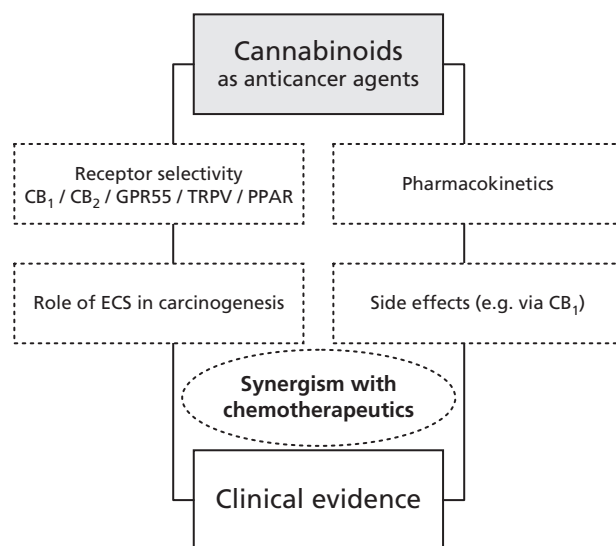 Cannabinoids
as anticancer agents
Receptor selectivity
CB₁ / CB₂ / GPR55 / TRPV / PPAR
Pharmacokinetics
Role of ECS in carcinogenesis
Side effects (e.g. via CB₁)
Synergism with
chemotherapeutics
Clinical evidence